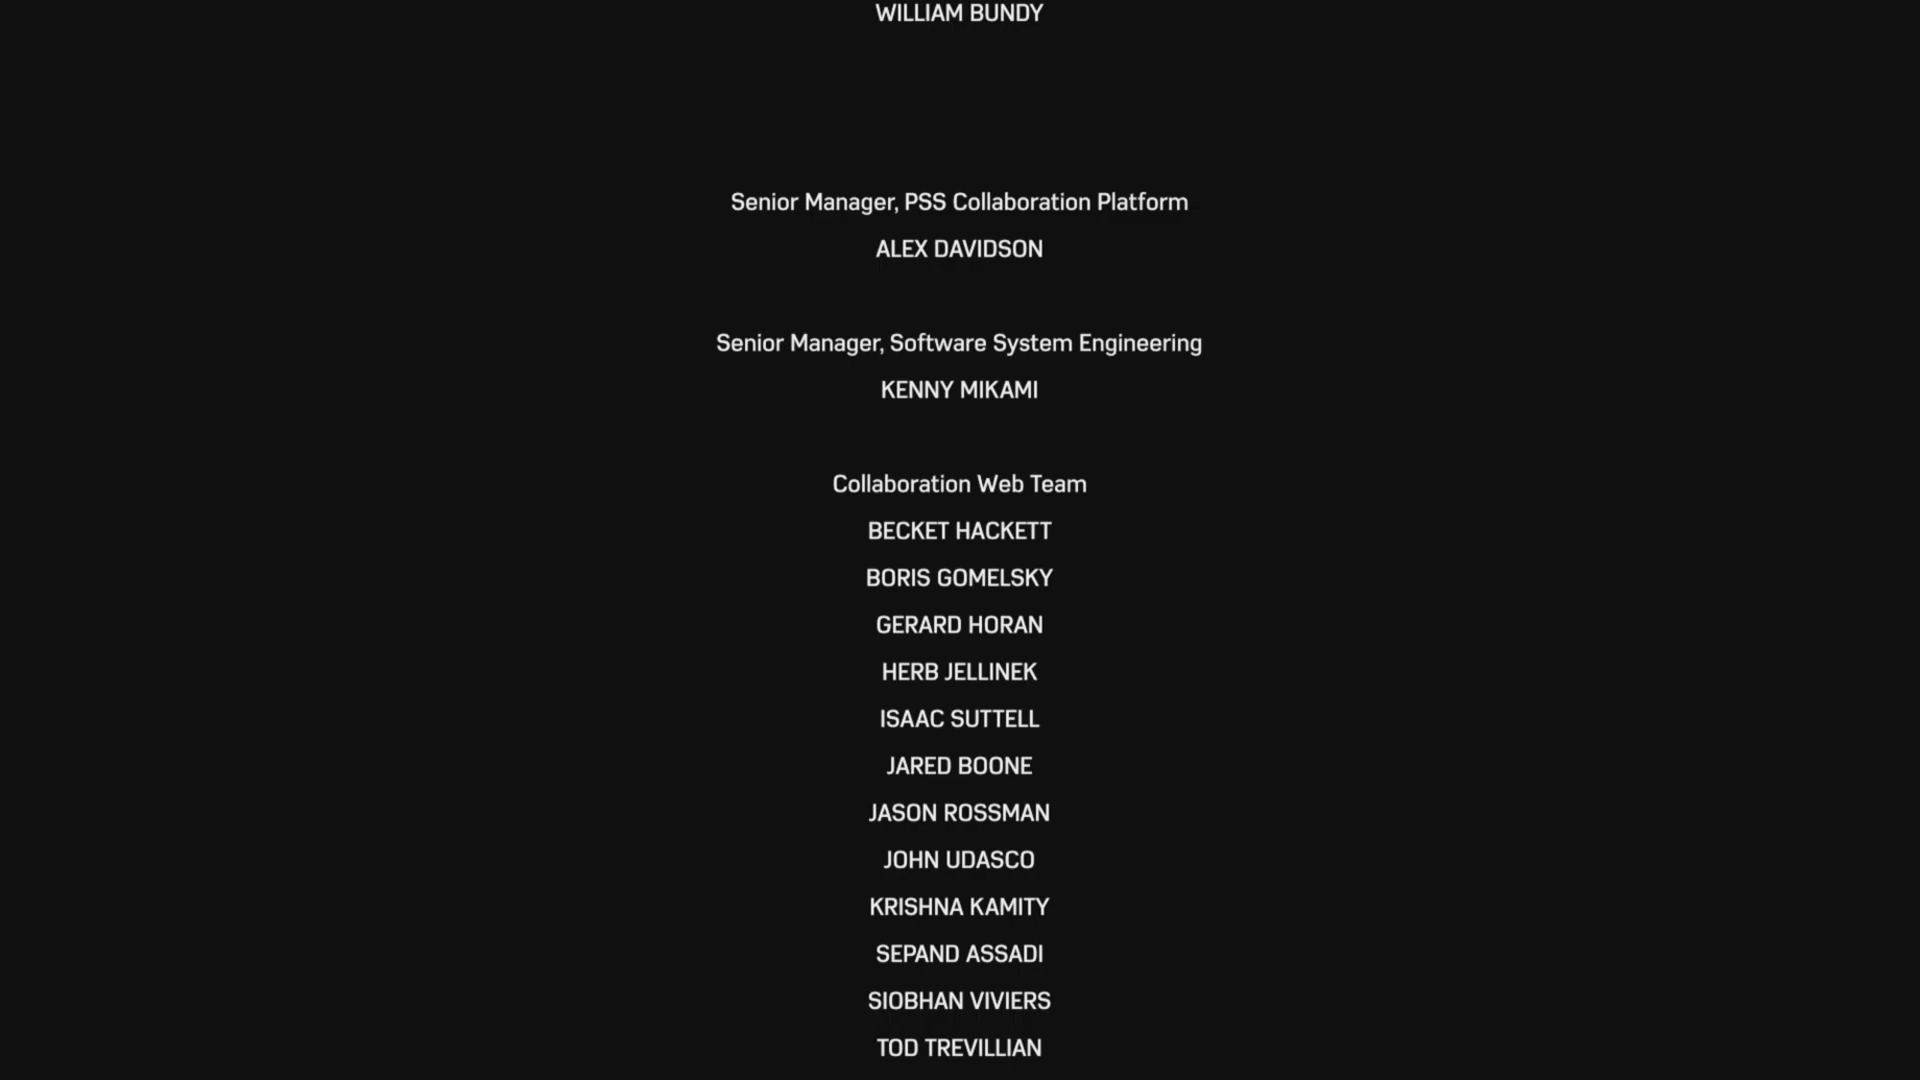 WILLIAM BUNDY
Senior Manager, PSS Collaboration Platform
ALEX DAVIDSON
Senior Manager, Software System Engineering
KENNY MIKAMI
Collaboration Web Team
BECKET HACKETT
BORIS GOMELSKY
GERARD HORAN
HERB JELLINEK
ISAAC SUTTELL
JARED BOONE
JASON ROSSMAN
JOHN UDASCO
KRISHNA KAMITY
SEPAND ASSADI
SIOBHAN VIVIERS
TOD TREVILLIAN